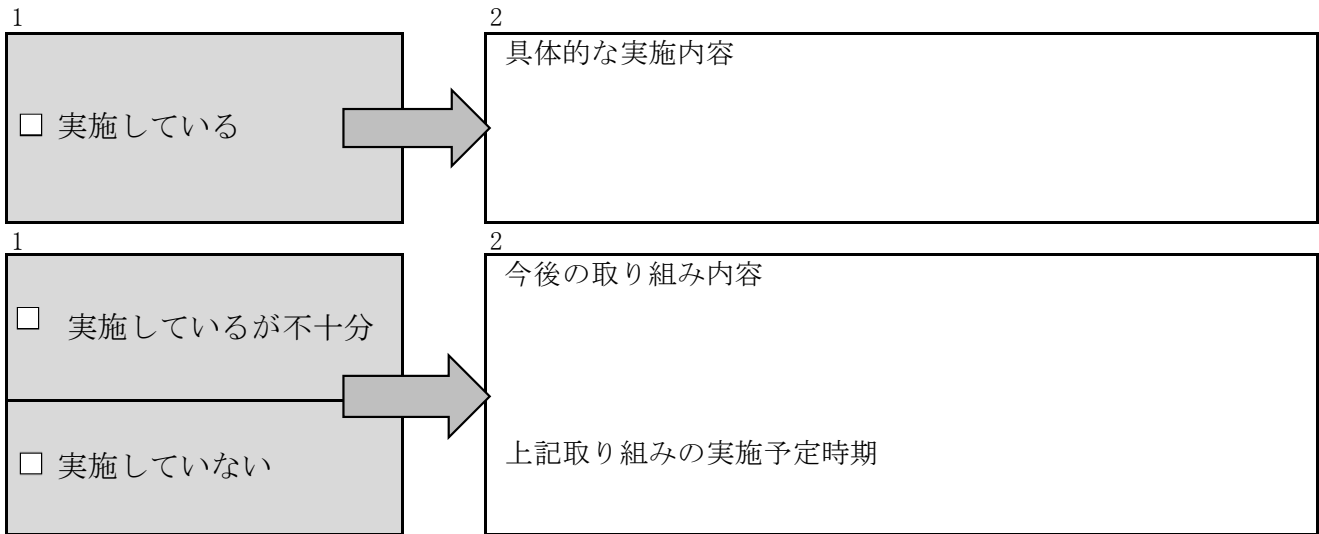 1
2
具体的な実施内容
□ 実施している
1
2
今後の取り組み内容
□ 実施しているが不十分
上記取り組みの実施予定時期
□ 実施していない